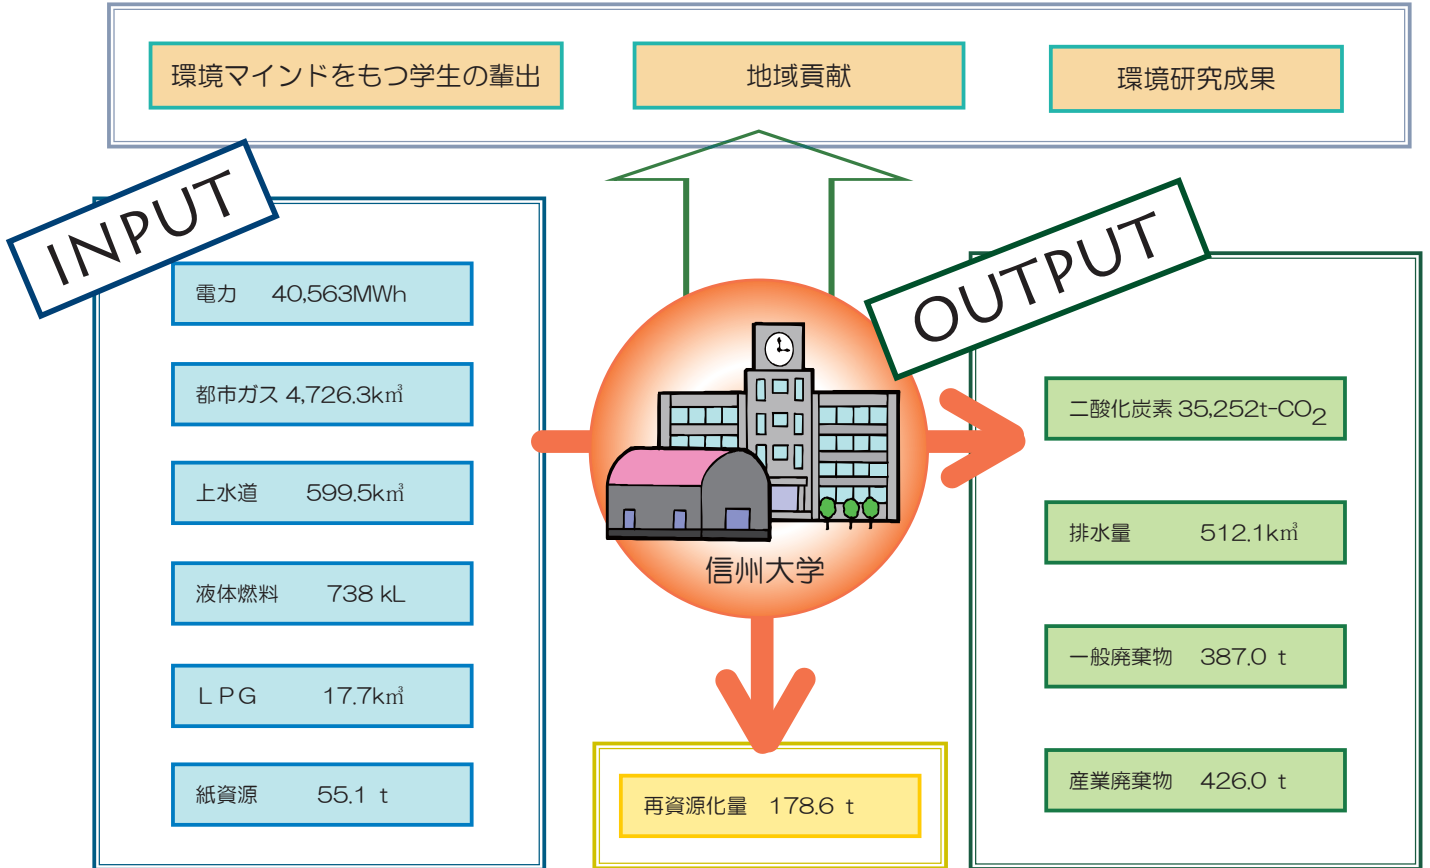 環境マインドをもつ学生の輩出
地域貢献
環境研究成果
INPUT
電力 40,563MWh
都市ガス 4,726.3k㎥
上水道 599.5k㎥
液体燃料 738 kL
ＬＰＧ 17.7k㎥
紙資源 55.1 t
信州大学
再資源化量 178.6 t
OUTPUT
二酸化炭素 35,252t-CO₂
排水量 512.1k㎥
一般廃棄物 387.0 t
産業廃棄物 426.0 t